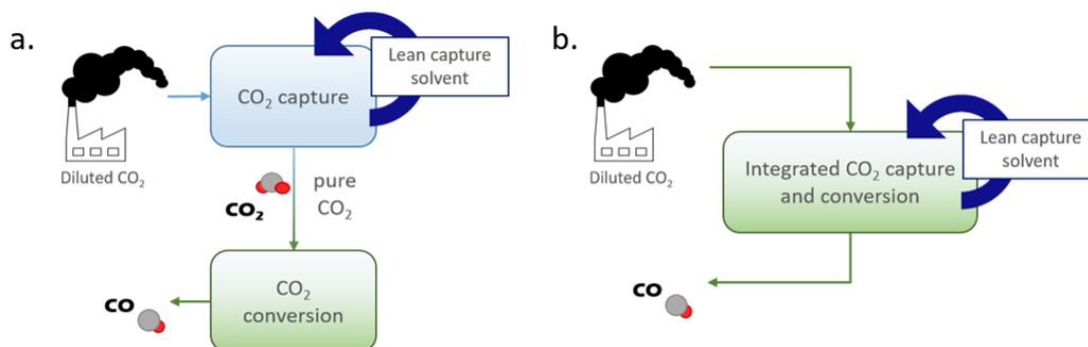 a.
Lean capture
solvent
CO₂ capture
Diluted CO₂
CO₂
pure
CO₂
CO
CO₂
conversion
b.
Lean capture
solvent
Diluted CO₂
Integrated CO₂ capture
and conversion
CO